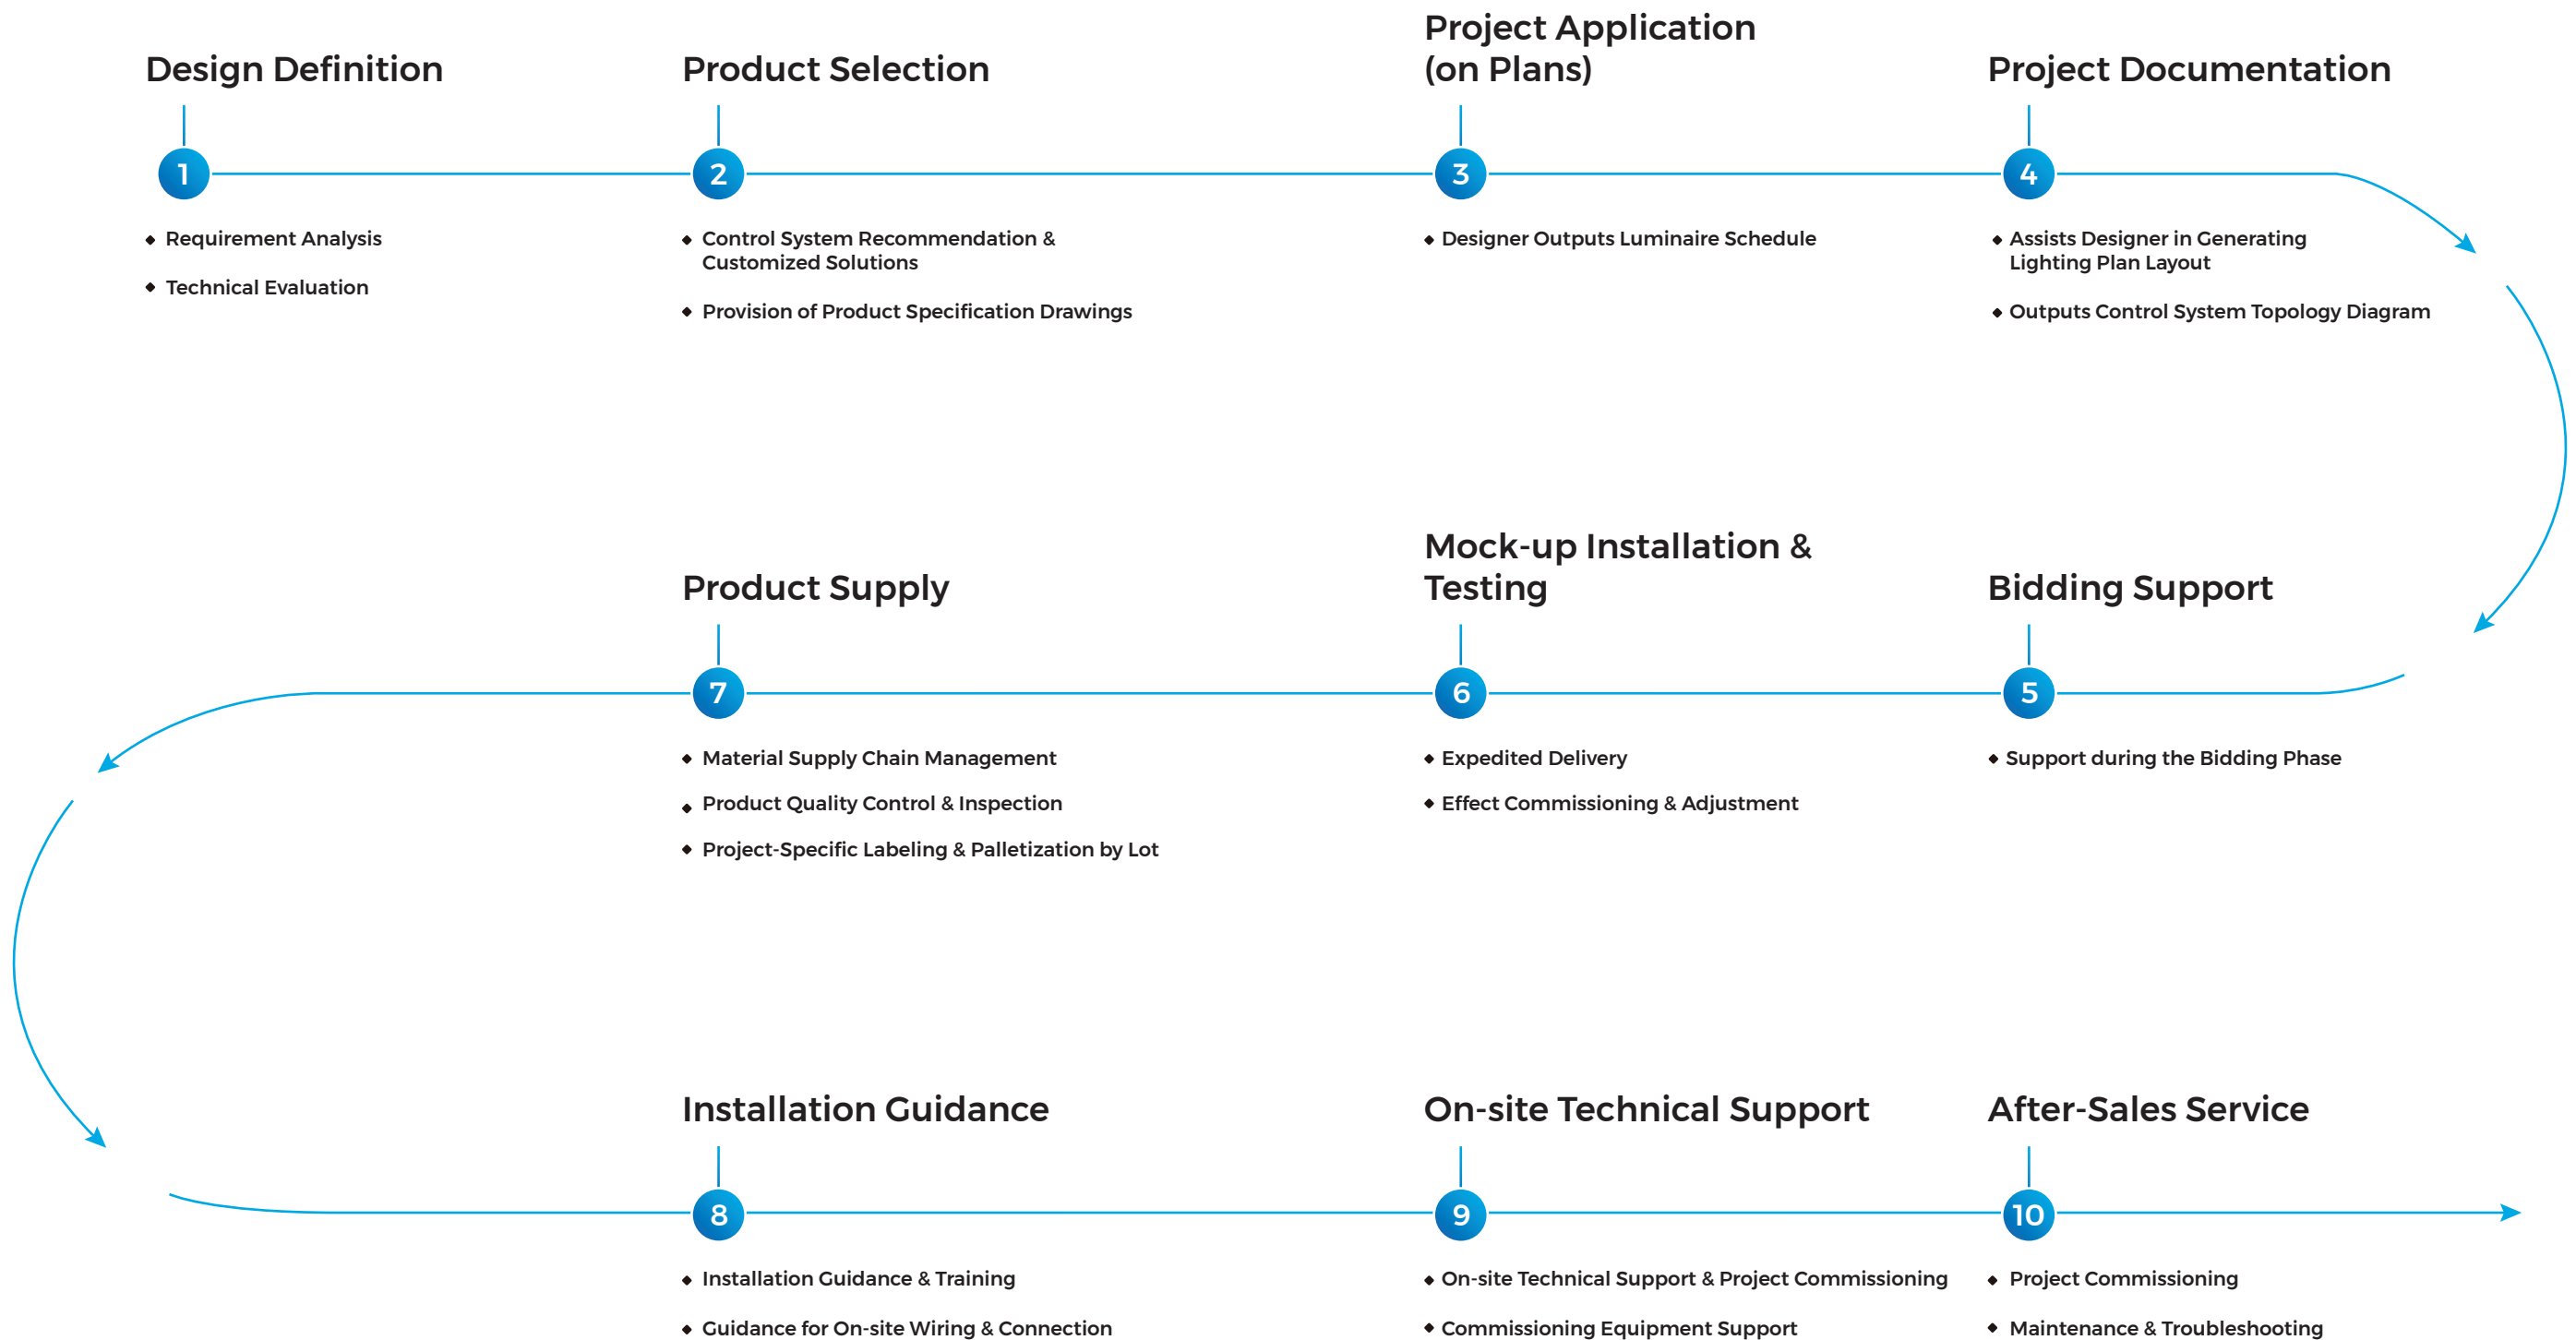 Design Definition
1
Requirement Analysis
Technical Evaluation
Product Selection
2
Control System Recommendation &
Customized Solutions
Provision of Product Specification Drawings
Project Application
(on Plans)
3
Designer Outputs Luminaire Schedule
Project Documentation
4
Assists Designer in Generating
Lighting Plan Layout
Outputs Control System Topology Diagram
Bidding Support
5
Support during the Bidding Phase
Mock-up Installation &
Testing
6
Expedited Delivery
Effect Commissioning & Adjustment
Product Supply
7
Material Supply Chain Management
Product Quality Control & Inspection
Project-Specific Labeling & Palletization by Lot
Installation Guidance
8
Installation Guidance & Training
Guidance for On-site Wiring & Connection
On-site Technical Support
9
On-site Technical Support & Project Commissioning
Commissioning Equipment Support
After-Sales Service
10
Project Commissioning
Maintenance & Troubleshooting